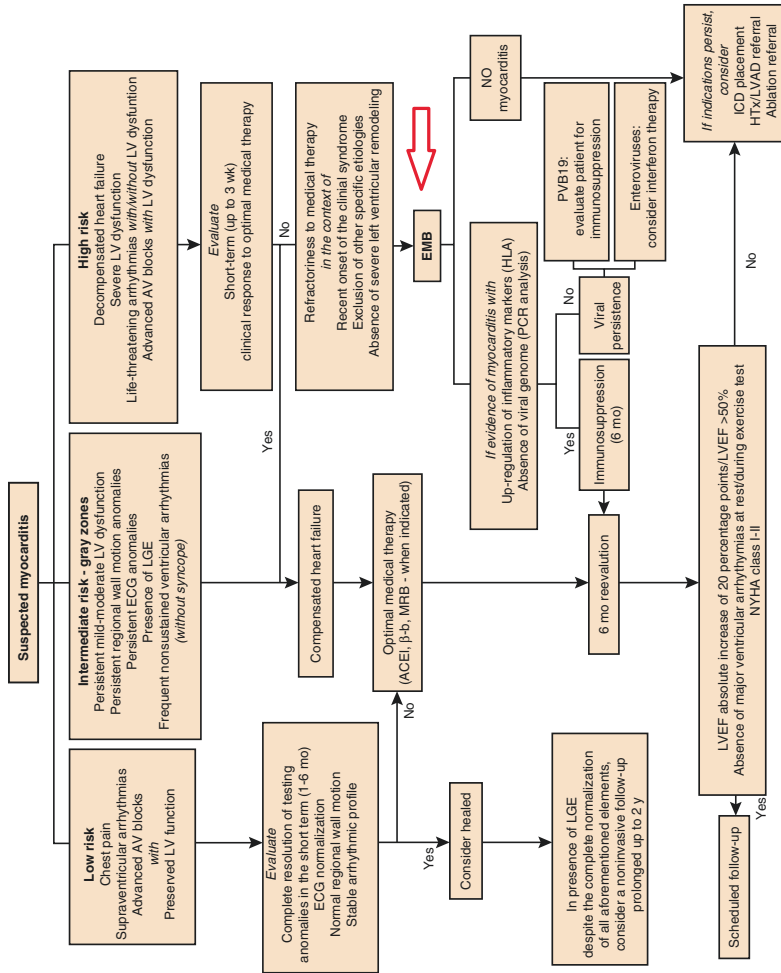 Suspected myocarditis
Low risk
Chest pain
Supraventricular arrhythmias
Advanced AV blocks
with
Preserved LV function
Intermediate risk - gray zones
Persistent mild-moderate LV dysfunction
Persistent regional wall motion anomalies
Persistent ECG anomalies
Presence of LGE
Frequent nonsustained ventricular arrhythmias
(without syncope)
High risk
Decompensated heart failure
Severe LV dysfunction
Life-threatening arrhythmias with/without LV dysfuntion
Advanced AV blocks with LV dysfunction
Evaluate
Complete resolution of testing
anomalies in the short term (1-6 mo)
ECG normalization
Normal regional wall motion
Stable arrhythmic profile
Evaluate
Short-term (up to 3 wk)
clinical response to optimal medical therapy
Yes
No
Compensated heart failure
Refractoriness to medical therapy
in the context of
Recent onset of the clinial syndrome
Exclusion of other specific etiologies
Absence of severe left ventricular remodeling
No
Yes
Optimal medical therapy
(ACEI, β-b, MRB - when indicated)
EMB
Consider healed
In presence of LGE
despite the complete normalization
of all aforementioned elements,
consider a noninvasive follow-up
prolonged up to 2 y
If evidence of myocarditis with
Up-regulation of inflammatory markers (HLA)
Absence of viral genome (PCR analysis)
NO
myocarditis
Yes
No
Immunosuppression
(6 mo)
Viral
persistence
PVB19:
evaluate patient for
immunosuppression
Enteroviruses:
consider interferon therapy
6 mo reevalution
LVEF absolute increase of 20 percentage points/LVEF >50%
Absence of major ventricular arrhythmyias at rest/during exercise test
NYHA class I-II
Yes
No
Scheduled follow-up
If indications persist,
consider
ICD placement
HTx/LVAD referral
Ablation referral